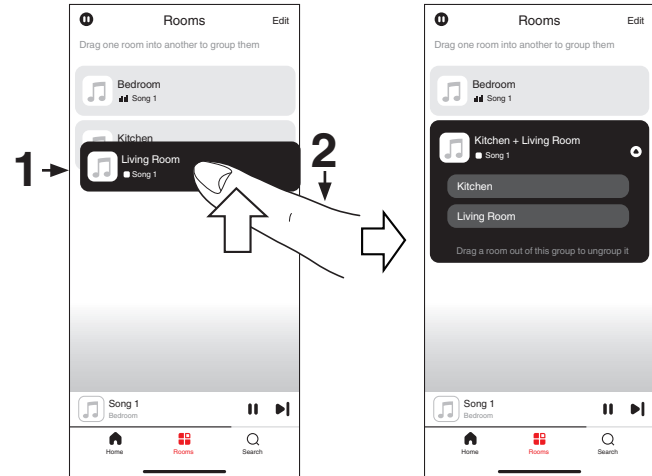 Rooms Edit
Drag one room into another to group them
Bedroom
Song 1
Kitchen
Living Room
Song 1
1
2
Song 1
Bedroom
Home Rooms Search
Rooms Edit
Drag one room into another to group them
Bedroom
Song 1
Kitchen + Living Room
Song 1
Kitchen
Living Room
Drag a room out of this group to ungroup it
Song 1
Bedroom
Home Rooms Search